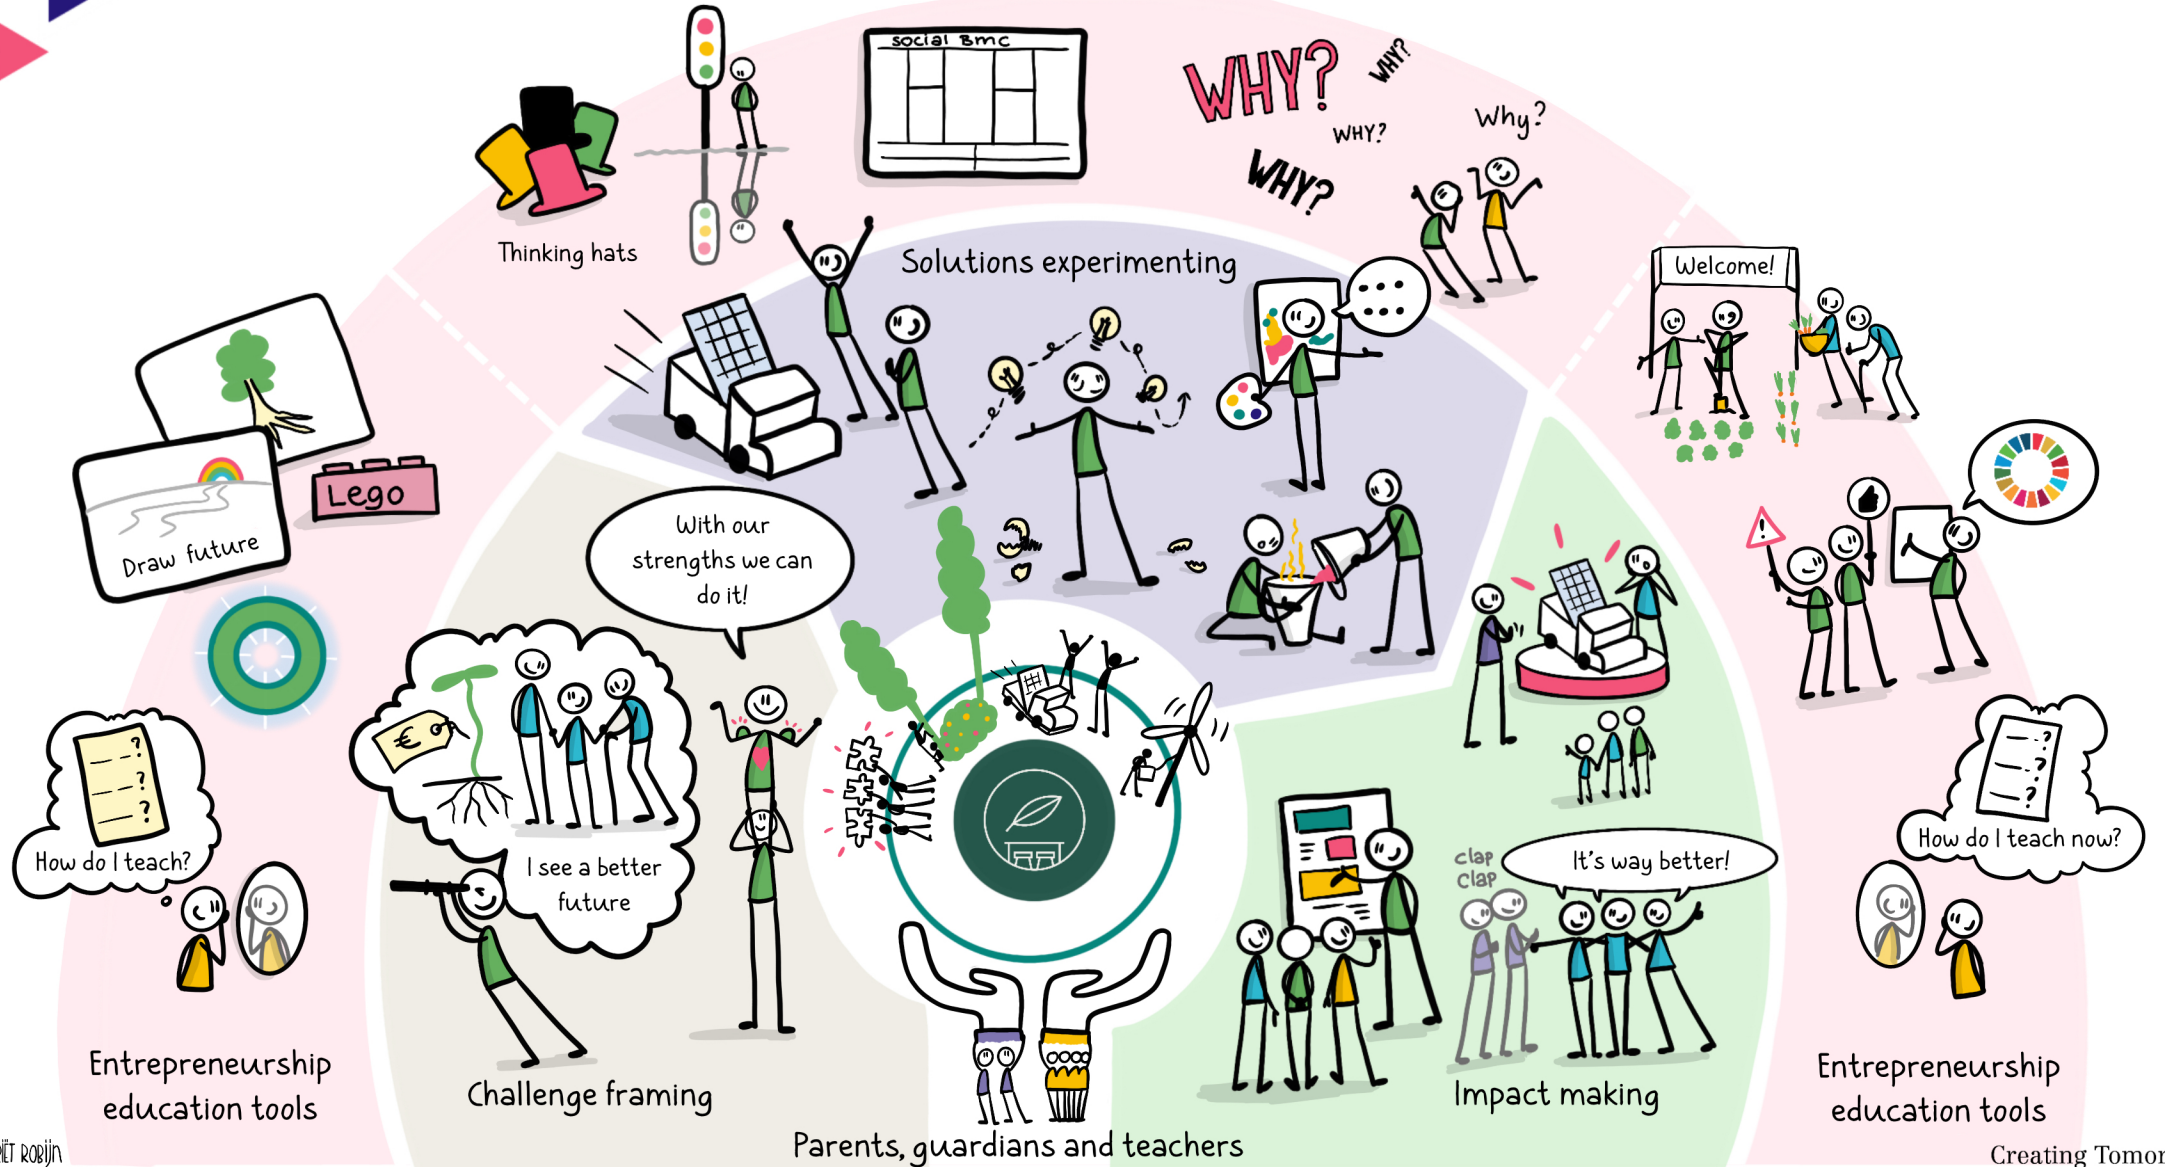 social BMC
WHY?
WHY?
WHY?
WHY?
Why?
Thinking hats
Solutions experimenting
Welcome!
Lego
Draw future
With our
strengths we can
do it!
€
I see a better
future
?
?
?
How do I teach?
!
?
?
?
How do I teach now?
clap
clap
It's way better!
Entrepreneurship
education tools
Challenge framing
Impact making
Entrepreneurship
education tools
Parents, guardians and teachers
ROBIJN
Creating